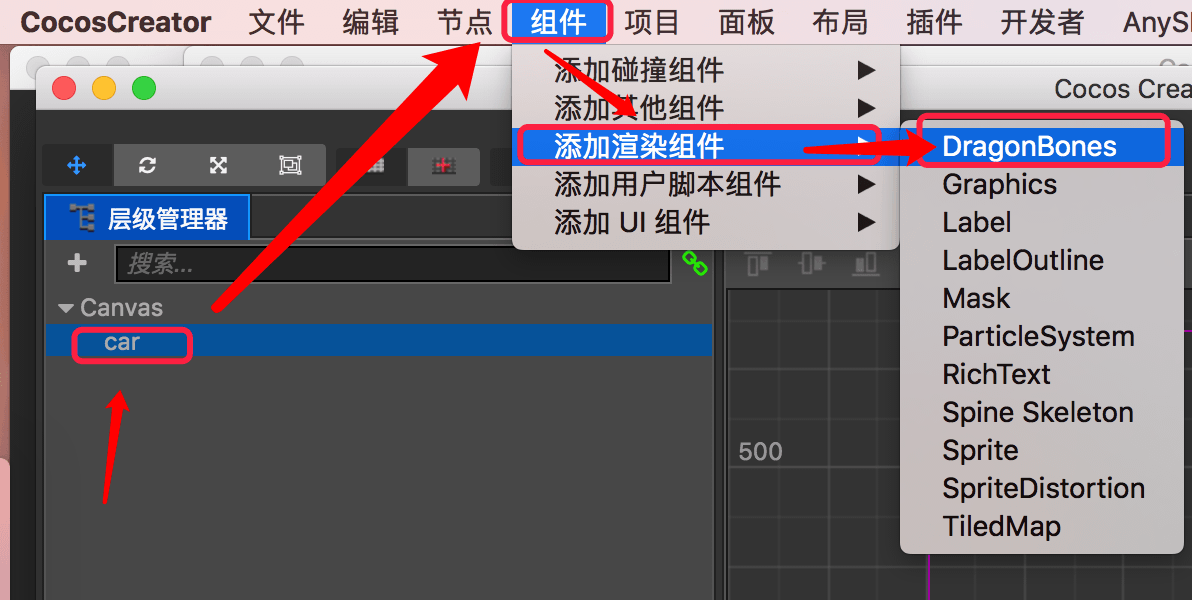 CocosCreator 文件 编辑 节点 组件 项目 面板 布局 插件 开发者
Cocos Crea
添加碰撞组件
添加其他组件
添加渲染组件
添加用户脚本组件
添加 UI 组件
DragonBones
Graphics
Label
LabelOutline
Mask
ParticleSystem
RichText
Spine Skeleton
Sprite
SpriteDistortion
TiledMap
层级管理器
搜索...
Canvas
car
500